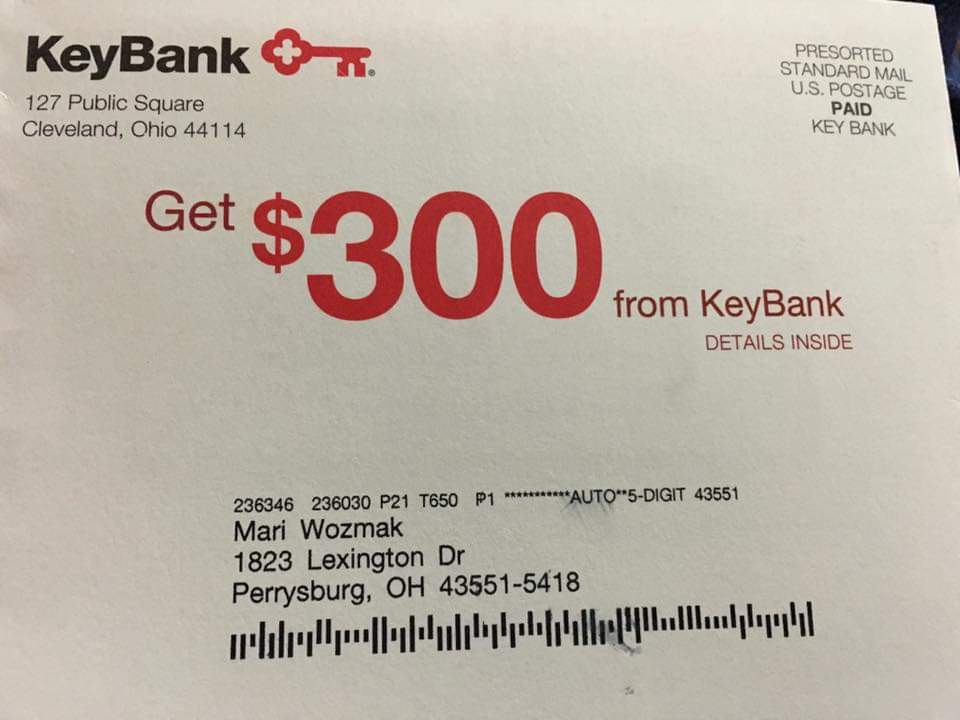 KeyBank
127 Public Square
Cleveland, Ohio 44114
PRESORTED
STANDARD MAIL
U.S. POSTAGE
PAID
KEY BANK
Get $300 from KeyBank
DETAILS INSIDE
236346 236030 P21 T650 P1 ***********AUTO**5-DIGIT 43551
Mari Wozmak
1823 Lexington Dr
Perrysburg, OH 43551-5418